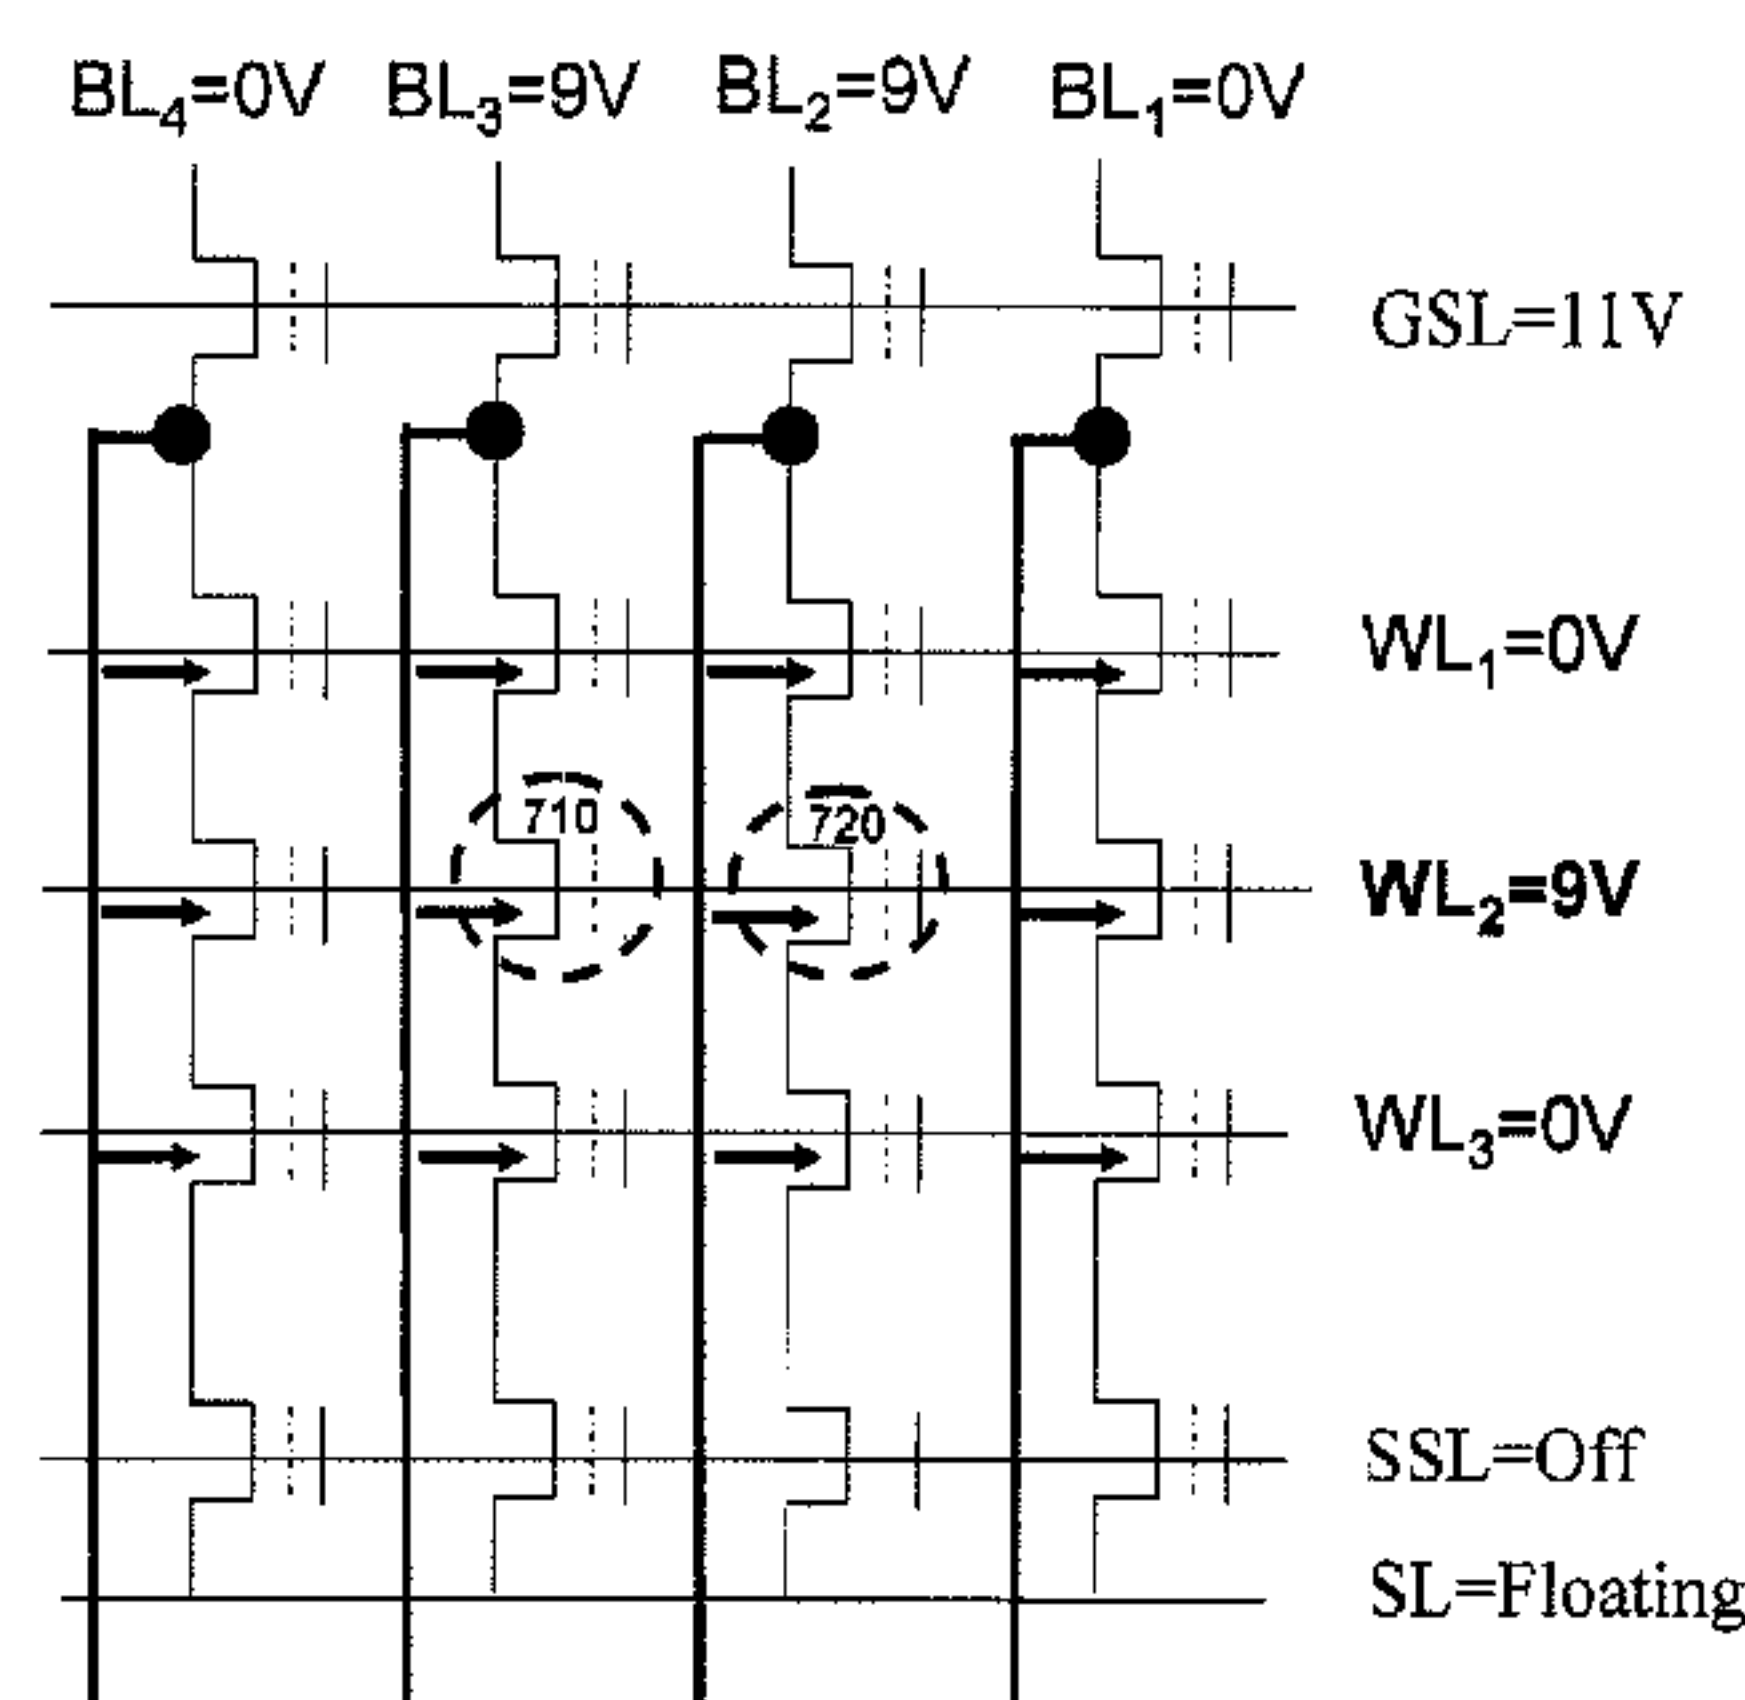 BL₄=0V BL₃=9V BL₂=9V BL₁=0V
GSL=11V
WL₁=0V
710 720
WL₂=9V
WL₃=0V
SSL=Off
SL=Floating